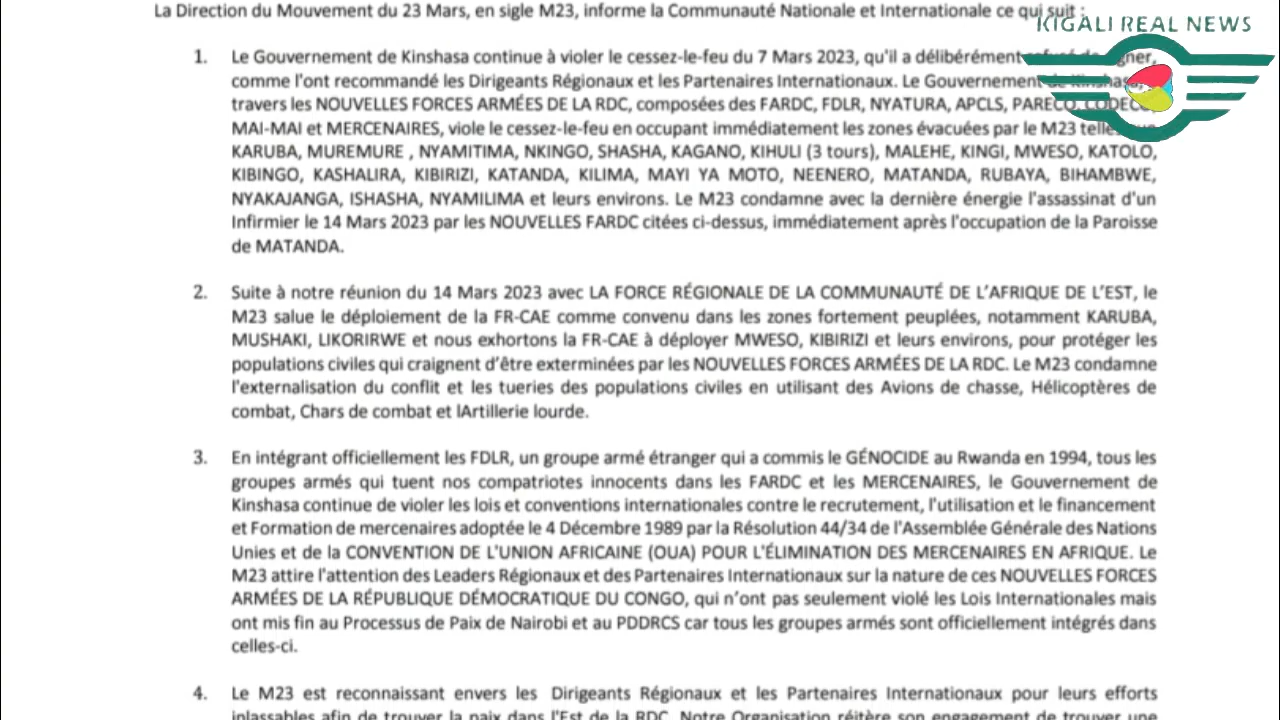 La Direction du Mouvement du 23 Mars, en sigle M23, informe la Communauté Nationale et Internationale ce qui suit :
KIGALI REAL NEWS
1. Le Gouvernement de Kinshasa continue à violer le cessez-le-feu du 7 Mars 2023, qu'il a délibérément
comme l'ont recommandé les Dirigeants Régionaux et les Partenaires Internationaux. Le Gouvernement
travers les NOUVELLES FORCES ARMÉES DE LA RDC, composées des FARDC, FDLR, NYATURA, APCLS, PARECO, CODECO,
MAI-MAI et MERCENAIRES, viole le cessez-le-feu en occupant immédiatement les zones évacuées par le M23
KARUBA, MUREMURE , NYAMITIMA, NKINGO, SHASHA, KAGANO, KIHULI (3 tours), MALEHE, KINGI, MWESO, KATOLO,
KIBINGO, KASHALIRA, KIBIRIZI, KATANDA, KILIMA, MAYI YA MOTO, NEENERO, MATANDA, RUBAYA, BIHAMBWE,
NYAKAJANGA, ISHASHA, NYAMILIMA et leurs environs. Le M23 condamne avec la dernière énergie l'assassinat d'un
Infirmier le 14 Mars 2023 par les NOUVELLES FARDC citées ci-dessus, immédiatement après l'occupation de la Paroisse
de MATANDA.
2. Suite à notre réunion du 14 Mars 2023 avec LA FORCE RÉGIONALE DE LA COMMUNAUTÉ DE L'AFRIQUE DE L'EST, le
M23 salue le déploiement de la FR-CAE comme convenu dans les zones fortement peuplées, notamment KARUBA,
MUSHAKI, LIKORIRWE et nous exhortons la FR-CAE à déployer MWESO, KIBIRIZI et leurs environs, pour protéger les
populations civiles qui craignent d'être exterminées par les NOUVELLES FORCES ARMÉES DE LA RDC. Le M23 condamne
l'externalisation du conflit et les tueries des populations civiles en utilisant des Avions de chasse, Hélicoptères de
combat, Chars de combat et lArtillerie lourde.
3. En intégrant officiellement les FDLR, un groupe armé étranger qui a commis le GÉNOCIDE au Rwanda en 1994, tous les
groupes armés qui tuent nos compatriotes innocents dans les FARDC et les MERCENAIRES, le Gouvernement de
Kinshasa continue de violer les lois et conventions internationales contre le recrutement, l'utilisation et le financement
et Formation de mercenaires adoptée le 4 Décembre 1989 par la Résolution 44/34 de l'Assemblée Générale des Nations
Unies et de la CONVENTION DE L'UNION AFRICAINE (OUA) POUR L'ÉLIMINATION DES MERCENAIRES EN AFRIQUE. Le
M23 attire l'attention des Leaders Régionaux et des Partenaires Internationaux sur la nature de ces NOUVELLES FORCES
ARMÉES DE LA RÉPUBLIQUE DÉMOCRATIQUE DU CONGO, qui n'ont pas seulement violé les Lois Internationales mais
ont mis fin au Processus de Paix de Nairobi et au PDDRCS car tous les groupes armés sont officiellement intégrés dans
celles-ci.
4. Le M23 est reconnaissant envers les Dirigeants Régionaux et les Partenaires Internationaux pour leurs efforts
inlassables afin de trouver la paix dans l'Est de la RDC. Notre Organisation réitère son engagement de trouver une